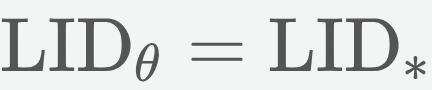 LID_θ = LID_*